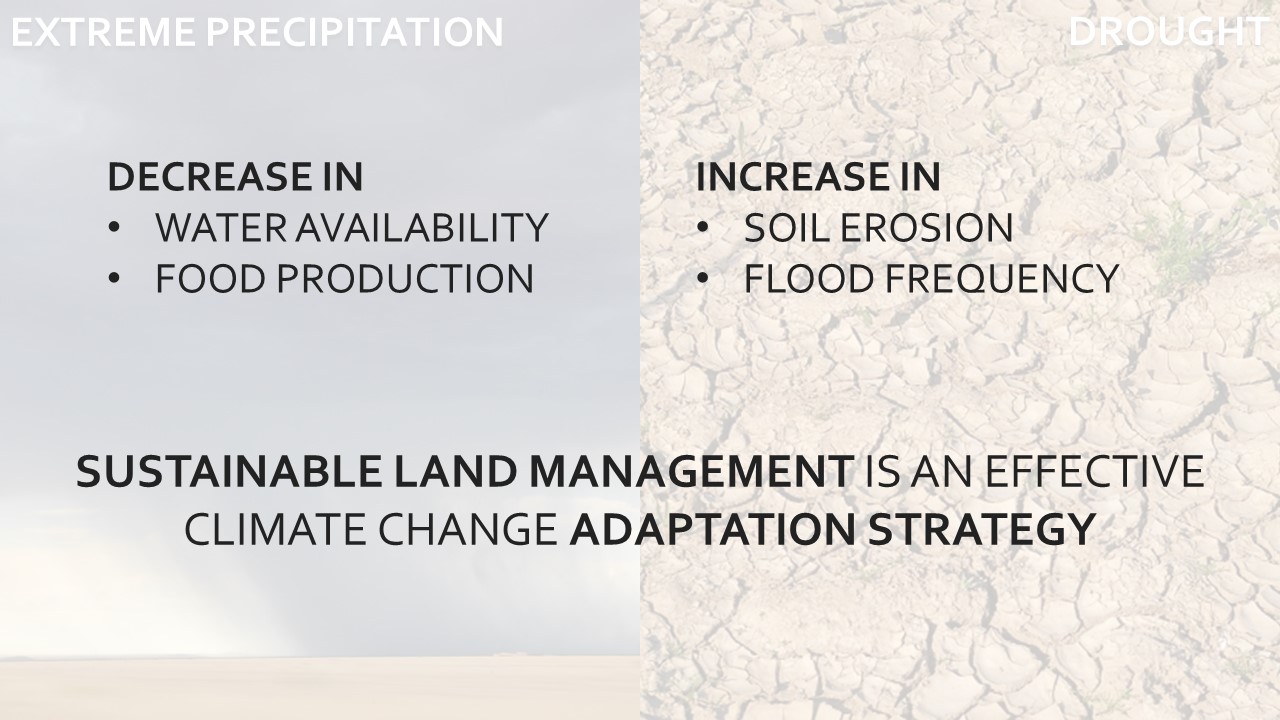 EXTREME PRECIPITATION
DROUGHT
DECREASE IN
• WATER AVAILABILITY
• FOOD PRODUCTION
INCREASE IN
• SOIL EROSION
• FLOOD FREQUENCY
SUSTAINABLE LAND MANAGEMENT IS AN EFFECTIVE
CLIMATE CHANGE ADAPTATION STRATEGY